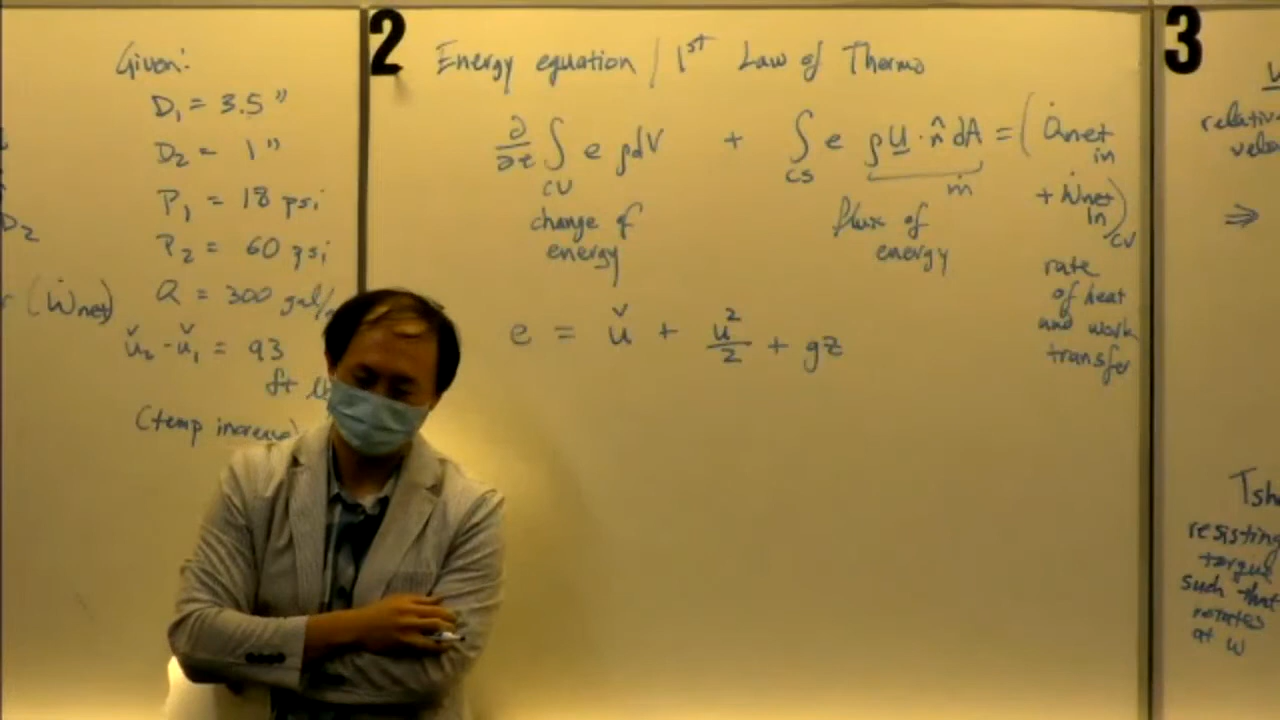 Given:
D₁ = 3.5"
D₂ = 1"
P₁ = 18 psi
P₂ = 60 psi
Q = 300 gal/
ǔ₂ - ǔ₁ = 93
ft lb
(temp increase)
D₂
r (Ẇnet)
2
Energy equation / 1st Law of Thermo
∂/∂t ∫ e ρdV + ∫ e ρU · n̂ dA = (Q̇net in
CV
CS
ṁ
+ Ẇnet in)CV
change of energy
flux of energy
rate
of heat
and work
transfer
e = ǔ + u²/2 + gz
3
relative
velo
⇒
Tsh
resisting
torque
such that
rotates
at ω